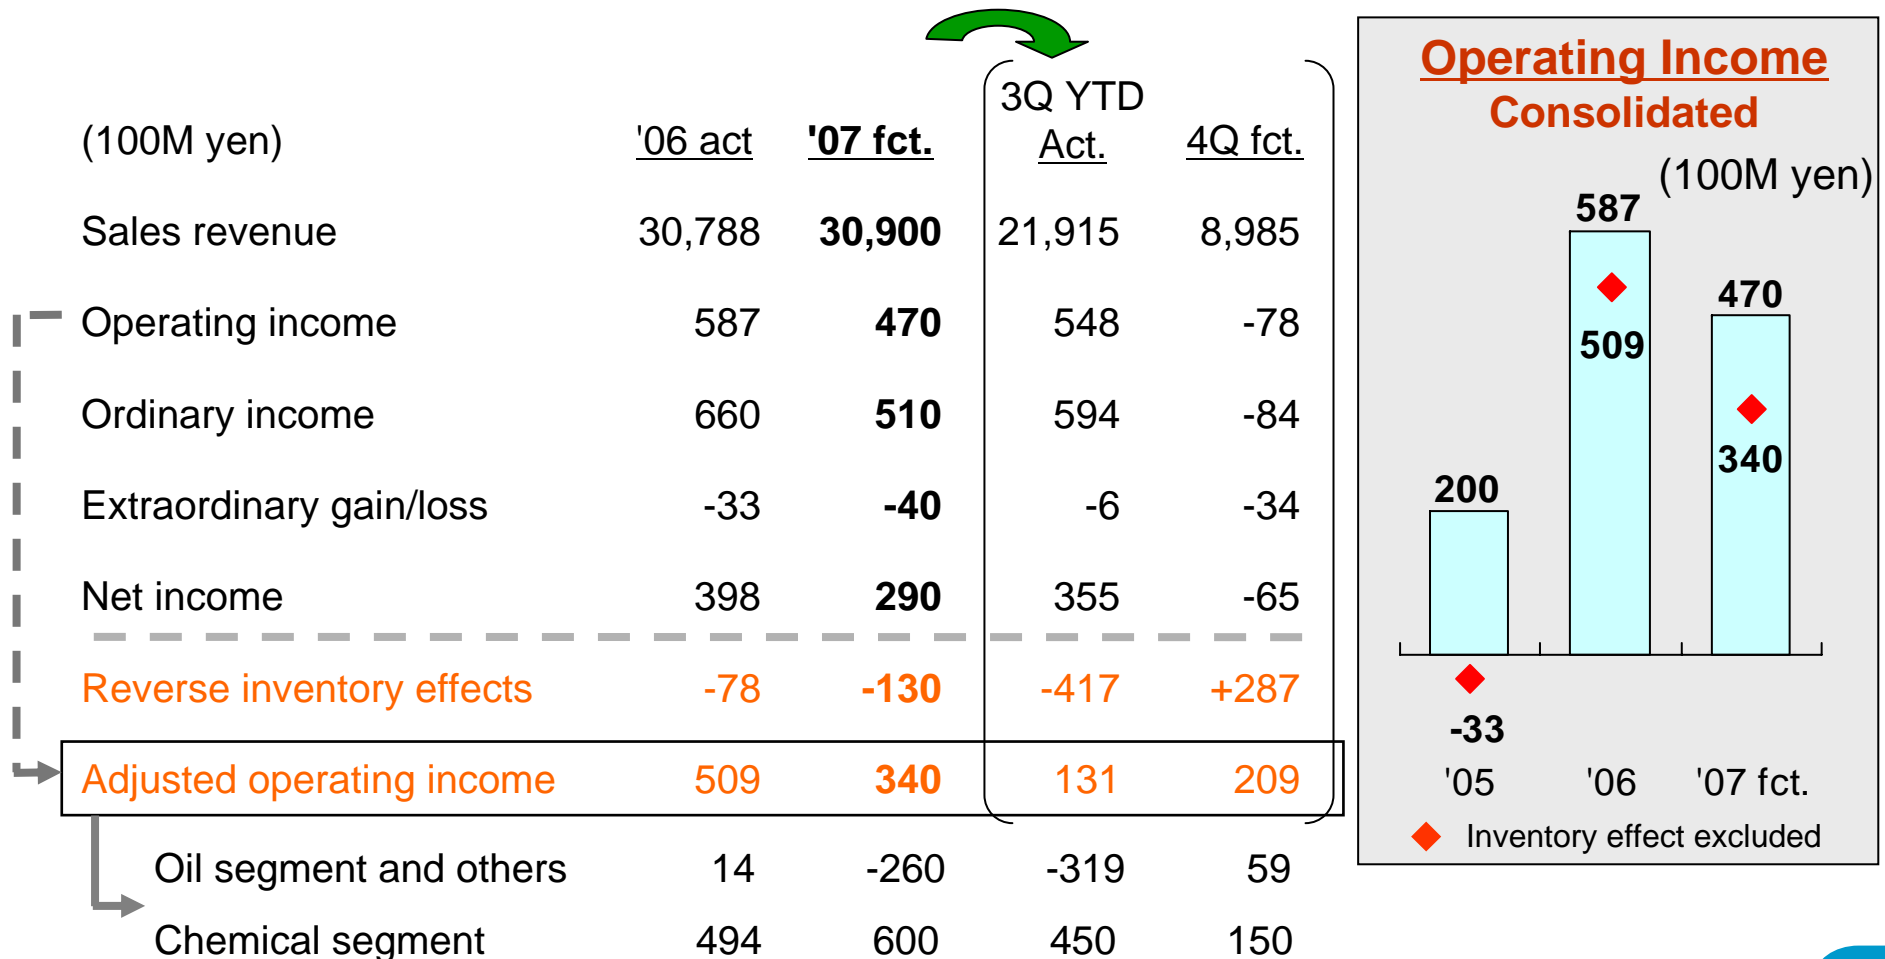 (100M yen) '06 act '07 fct. 3Q YTD Act. 4Q fct.
Sales revenue 30,788 30,900 21,915 8,985
Operating income 587 470 548 -78
Ordinary income 660 510 594 -84
Extraordinary gain/loss -33 -40 -6 -34
Net income 398 290 355 -65
Reverse inventory effects -78 -130 -417 +287
Adjusted operating income 509 340 131 209
Oil segment and others 14 -260 -319 59
Chemical segment 494 600 450 150
Operating Income
Consolidated
(100M yen)
587
470
509
340
200
-33
'05 '06 '07 fct.
Inventory effect excluded